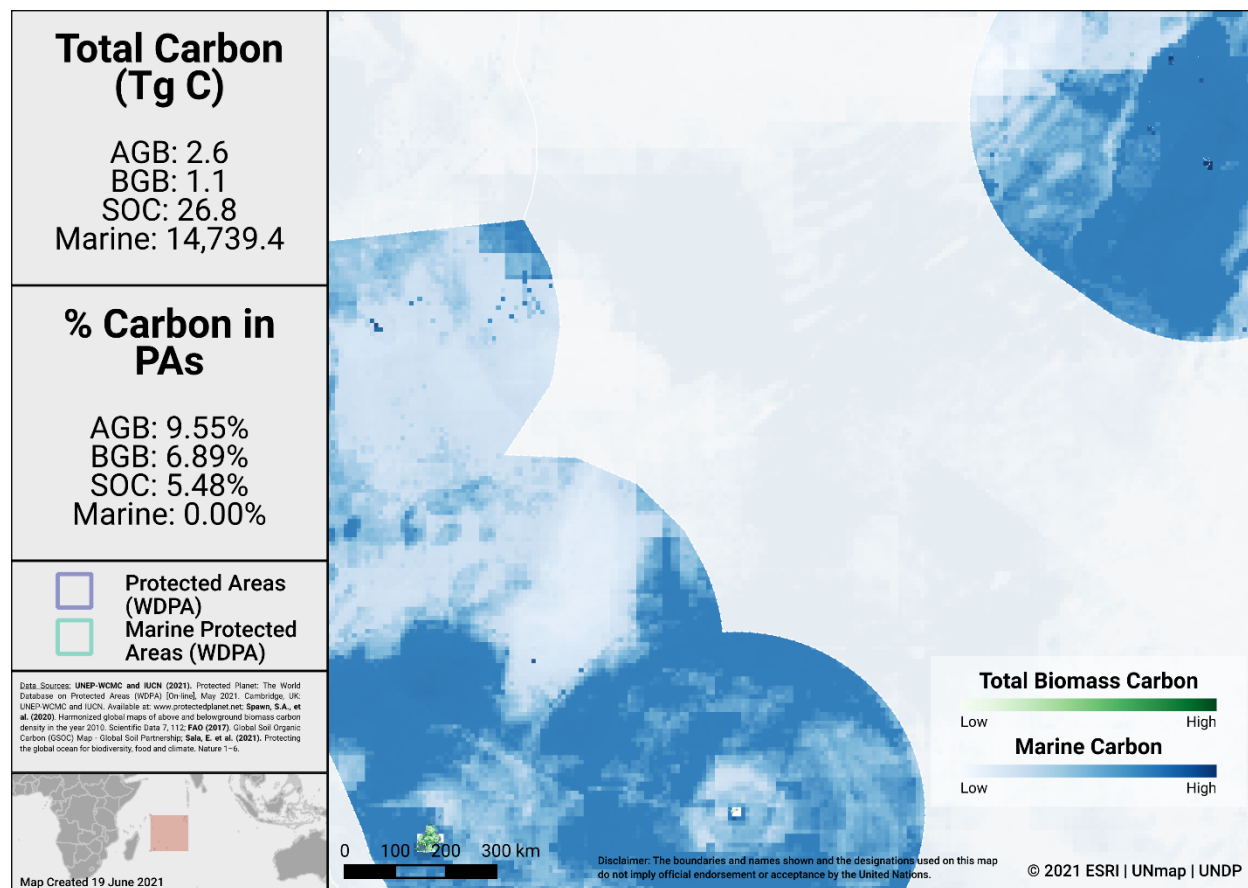 Total Carbon
(Tg C)
AGB: 2.6
BGB: 1.1
SOC: 26.8
Marine: 14,739.4
% Carbon in
PAs
AGB: 9.55%
BGB: 6.89%
SOC: 5.48%
Marine: 0.00%
Protected Areas
(WDPA)
Marine Protected
Areas (WDPA)
Data Sources: UNEP-WCMC and IUCN (2021). Protected Planet: The World
Database on Protected Areas (WDPA) [On-line], May 2021. Cambridge, UK:
UNEP-WCMC and IUCN. Available at: www.protectedplanet.net; Spawn, S.A., et
al. (2020). Harmonized global maps of above and belowground biomass carbon
density in the year 2010. Scientific Data 7, 112; FAO (2017). Global Soil Organic
Carbon (GSOC) Map - Global Soil Partnership; Sala, E. et al. (2021). Protecting
the global ocean for biodiversity, food and climate. Nature 1–6.
Map Created 19 June 2021
0 100 200 300 km
Disclaimer: The boundaries and names shown and the designations used on this map
do not imply official endorsement or acceptance by the United Nations.
Total Biomass Carbon
Low High
Marine Carbon
Low High
© 2021 ESRI | UNmap | UNDP